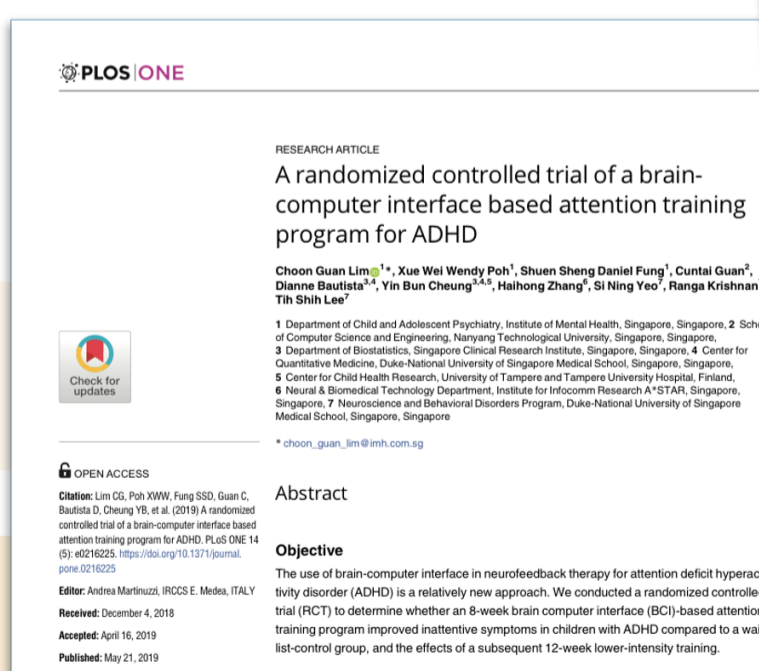 PLOS ONE
RESEARCH ARTICLE
A randomized controlled trial of a brain-
computer interface based attention training
program for ADHD
Choon Guan Lim1*, Xue Wei Wendy Poh1, Shuen Sheng Daniel Fung1, Cuntai Guan2,
Dianne Bautista3,4, Yin Bun Cheung3,4,5, Haihong Zhang6, Si Ning Yeo7, Ranga Krishnan
Tih Shih Lee7
1 Department of Child and Adolescent Psychiatry, Institute of Mental Health, Singapore, Singapore, 2
of Computer Science and Engineering, Nanyang Technological University, Singapore, Singapore,
3 Department of Biostatistics, Singapore Clinical Research Institute, Singapore, Singapore, 4 Center for
Quantitative Medicine, Duke-National University of Singapore Medical School, Singapore, Singapore,
5 Center for Child Health Research, University of Tampere and Tampere University Hospital, Finland,
6 Neural & Biomedical Technology Department, Institute for Infocomm Research A*STAR, Singapore,
Singapore, 7 Neuroscience and Behavioral Disorders Program, Duke-National University of Singapore
Medical School, Singapore, Singapore
* choon_guan_lim@imh.com.sg
Check for
updates
OPEN ACCESS
Citation: Lim CG, Poh XWW, Fung SSD, Guan C,
Bautista D, Cheung YB, et al. (2019) A randomized
controlled trial of a brain-computer interface based
attention training program for ADHD. PLoS ONE 14
(5): e0216225. https://doi.org/10.1371/journal.
pone.0216225
Editor: Andrea Martinuzzi, IRCCS E. Medea, ITALY
Received: December 4, 2018
Accepted: April 16, 2019
Published: May 21, 2019
Abstract
Objective
The use of brain-computer interface in neurofeedback therapy for attention deficit hyperac
tivity disorder (ADHD) is a relatively new approach. We conducted a randomized controlle
trial (RCT) to determine whether an 8-week brain computer interface (BCI)-based attention
training program improved inattentive symptoms in children with ADHD compared to a wai
list-control group, and the effects of a subsequent 12-week lower-intensity training.